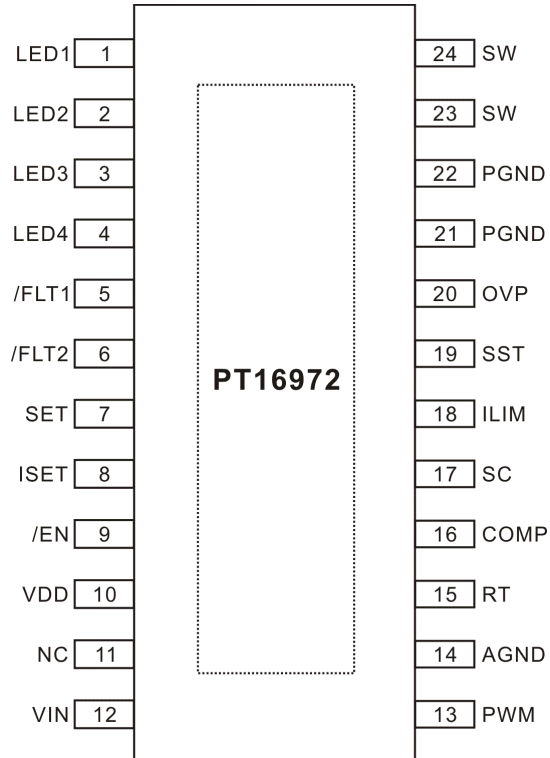 LED1 1 24 SW
LED2 2 23 SW
LED3 3 22 PGND
LED4 4 21 PGND
/FLT1 5 20 OVP
/FLT2 6 19 SST
PT16972
SET 7 18 ILIM
ISET 8 17 SC
/EN 9 16 COMP
VDD 10 15 RT
NC 11 14 AGND
VIN 12 13 PWM